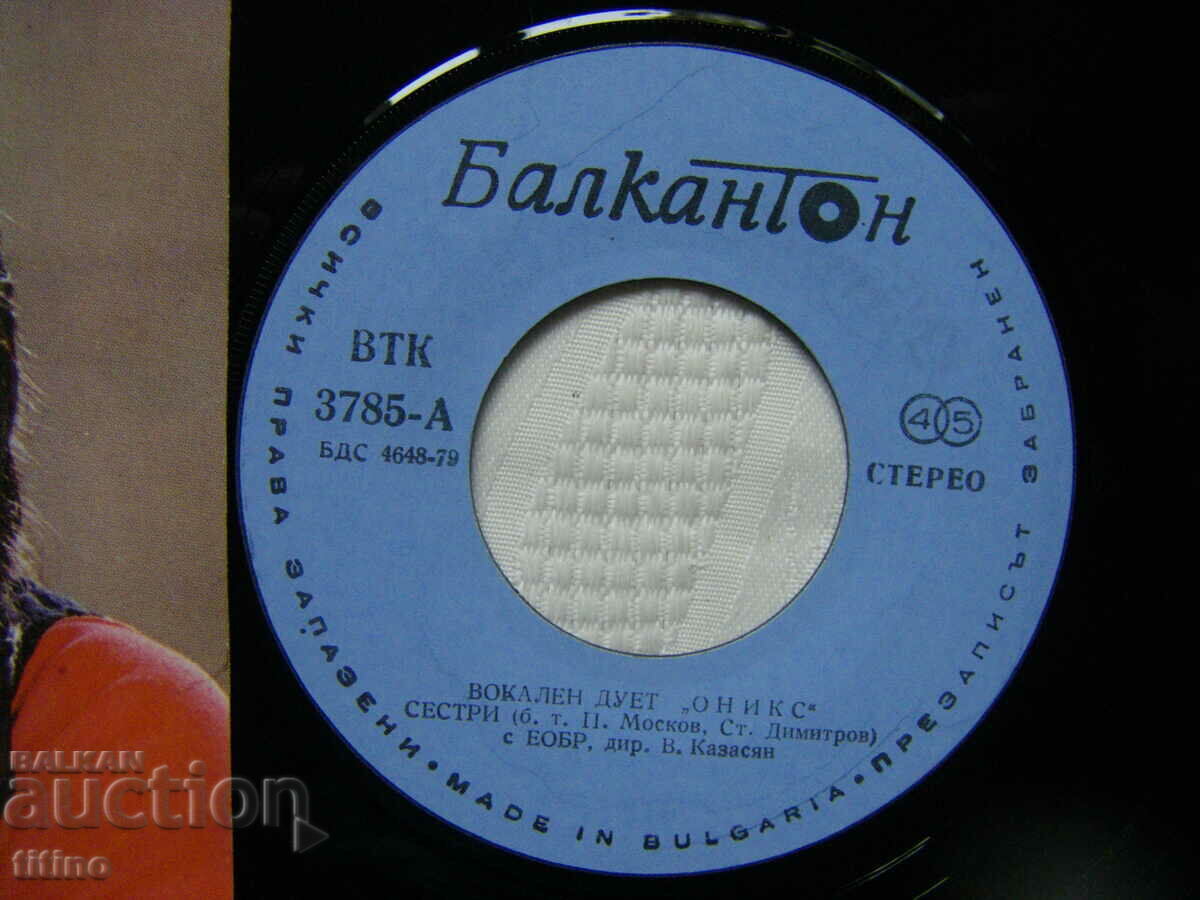 Балкантон
ВТК
3785-А
БДС 4648-79
45
СТЕРЕО
ВОКАЛЕН ДУЕТ „ОНИКС“
СЕСТРИ (б. т. П. Москов, Ст. Димитров)
с ЕОБР, дир. В. Казасян
ВСИЧКИ ПРАВА ЗАПАЗЕНИ • MADE IN BULGARIA • ПРЕЗАПИСЪТ ЗАБРАНЕН
BALKAN
auction
titino